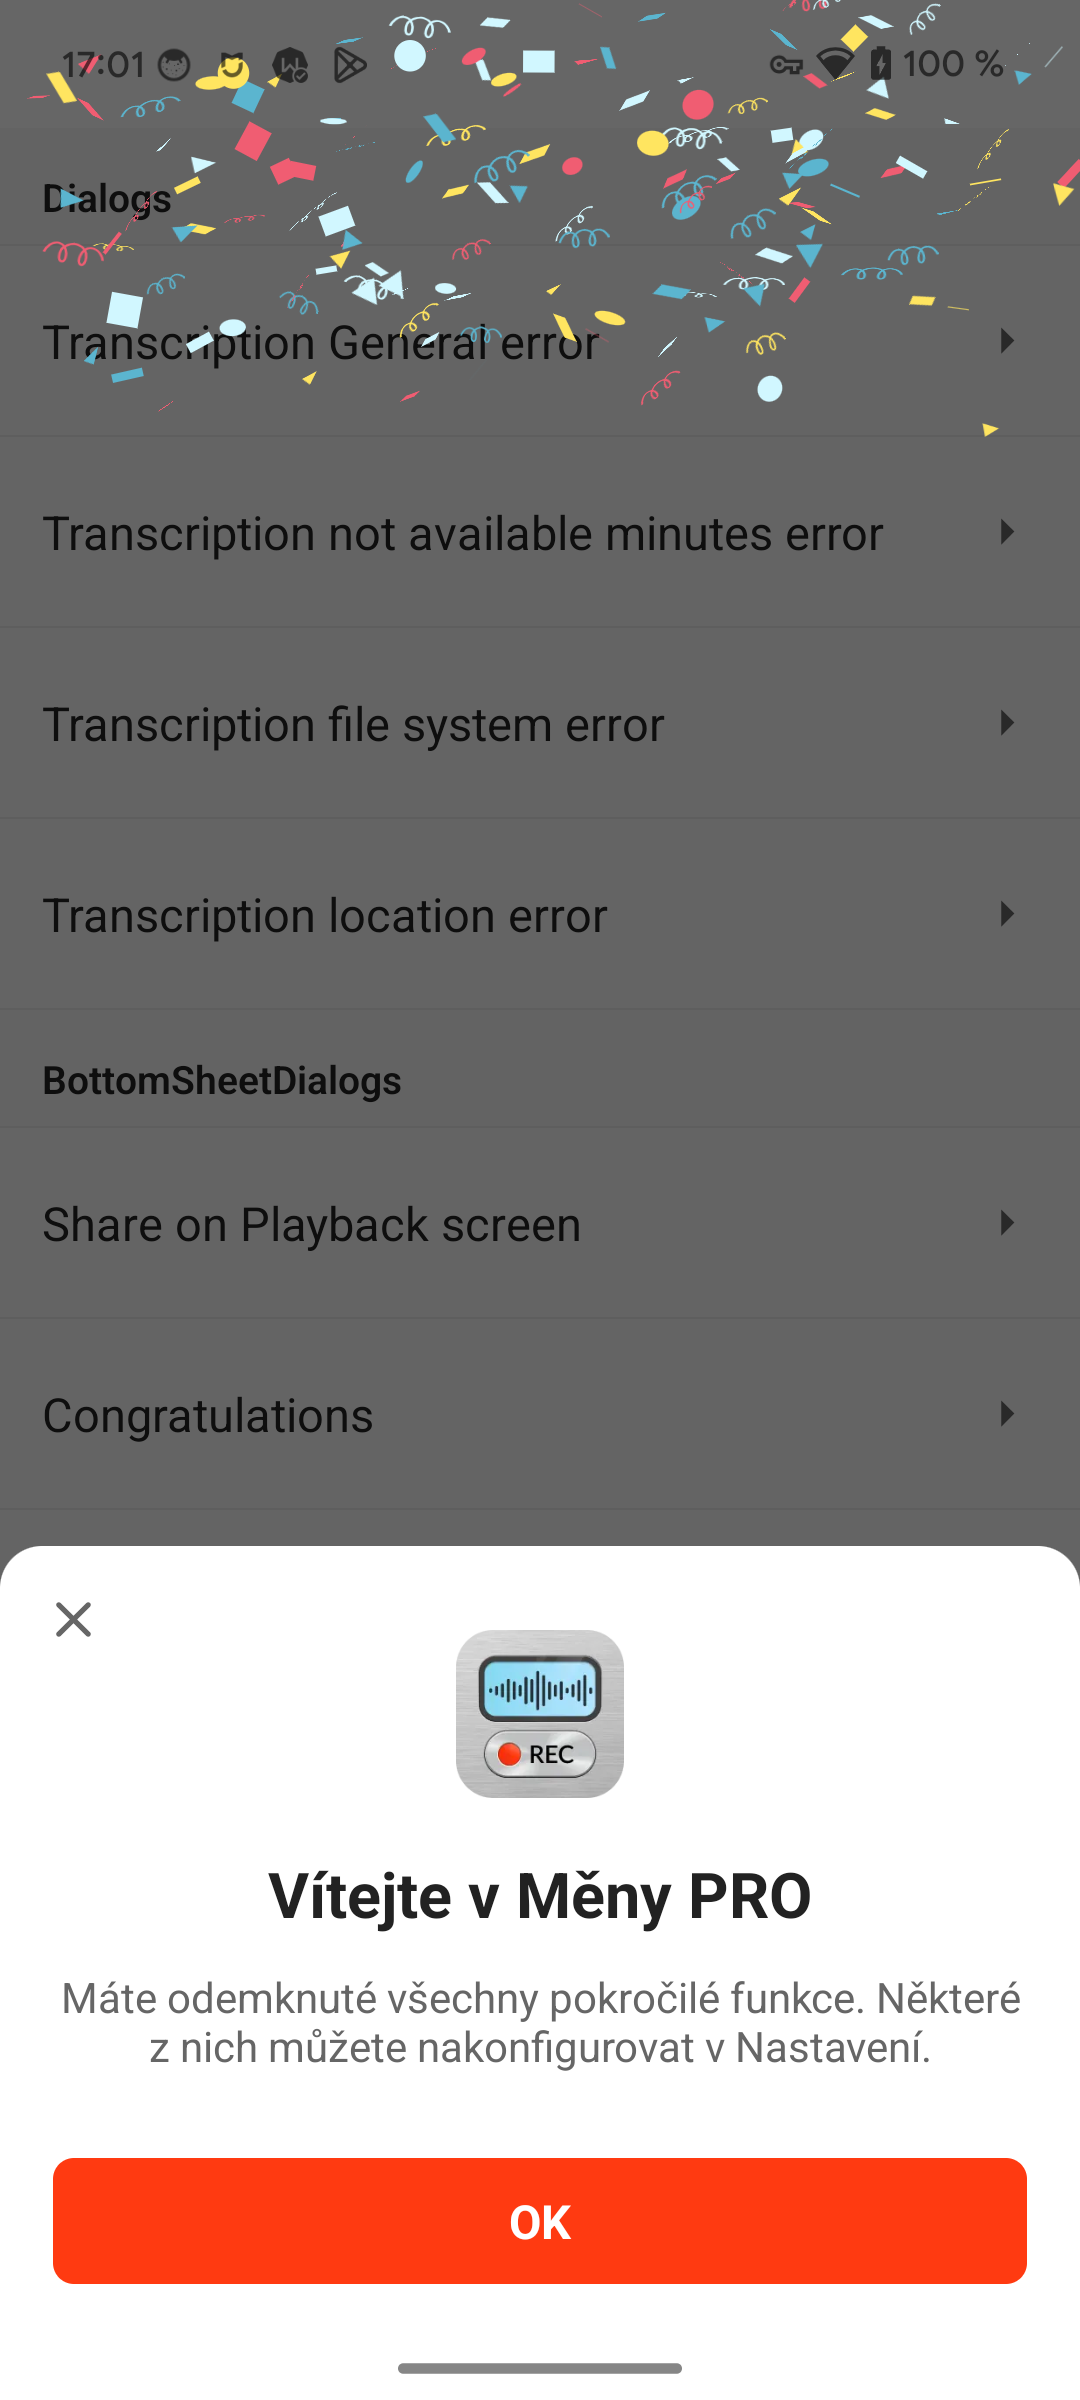 17:01
100 %
Dialogs
Transcription General error
Transcription not available minutes error
Transcription file system error
Transcription location error
BottomSheetDialogs
Share on Playback screen
Congratulations
REC
Vítejte v Měny PRO
Máte odemknuté všechny pokročilé funkce. Některé
z nich můžete nakonfigurovat v Nastavení.
OK